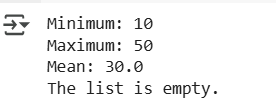 Minimum: 10
Maximum: 50
Mean: 30.0
The list is empty.